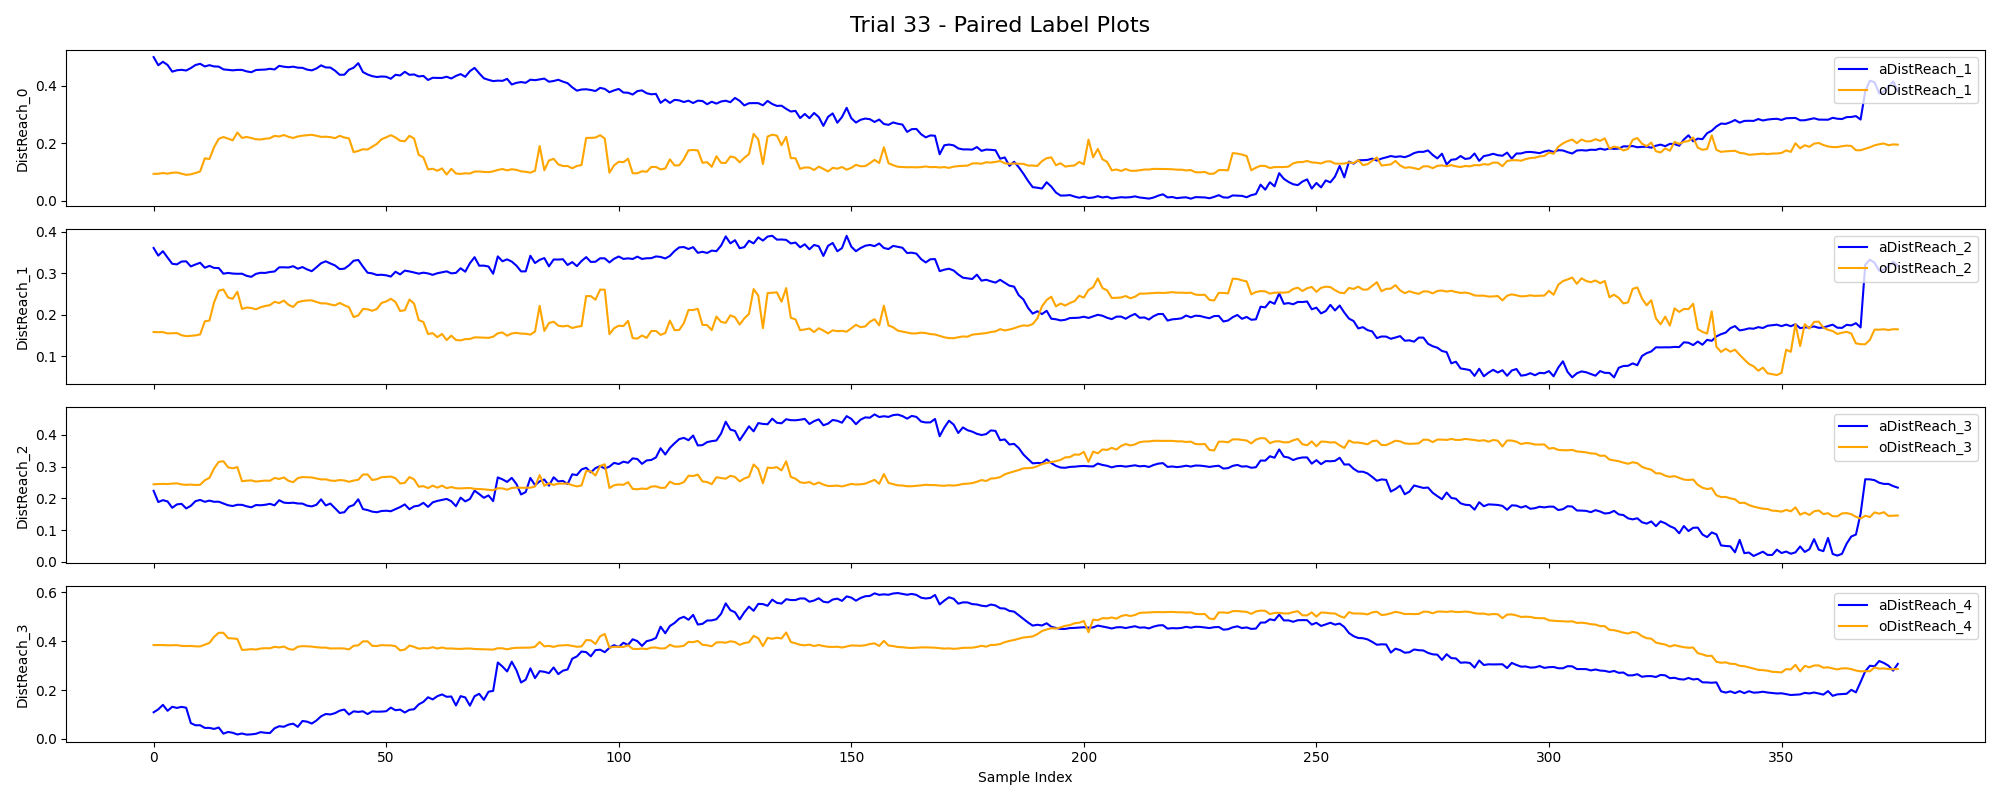 Trial 33 - Paired Label Plots
DistReach_0
0.4
0.2
0.0
aDistReach_1
oDistReach_1
DistReach_1
0.4
0.3
0.2
0.1
aDistReach_2
oDistReach_2
DistReach_2
0.4
0.3
0.2
0.1
0.0
aDistReach_3
oDistReach_3
DistReach_3
0.6
0.4
0.2
0.0
aDistReach_4
oDistReach_4
0 50 100 150 200 250 300 350
Sample Index